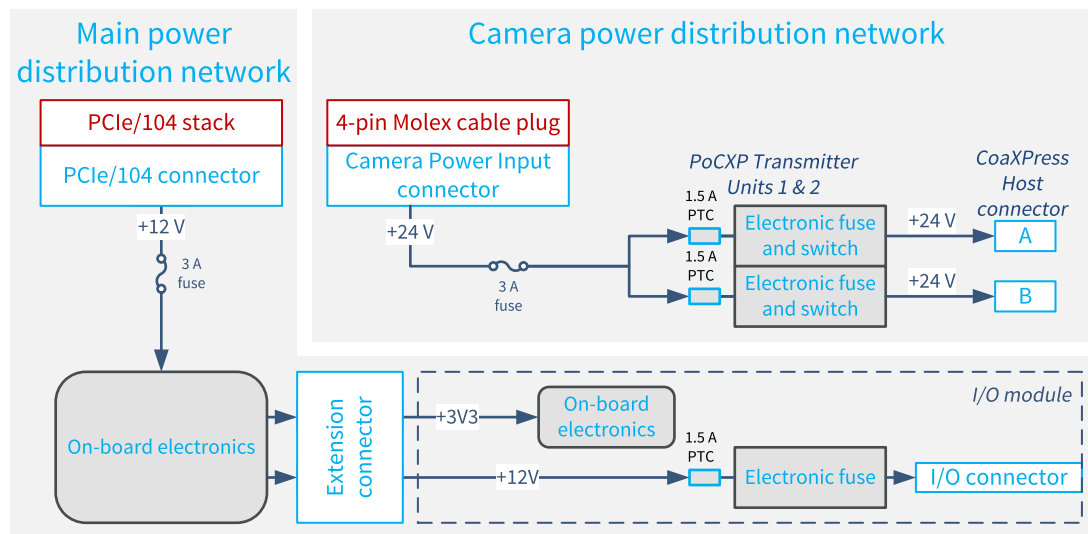 Main power
distribution network
PCIe/104 stack
PCIe/104 connector
+12 V
3 A
fuse
On-board electronics
Camera power distribution network
4-pin Molex cable plug
Camera Power Input
connector
+24 V
3 A
fuse
PoCXP Transmitter
Units 1 & 2
1.5 A
PTC
Electronic fuse
and switch
+24 V
1.5 A
PTC
Electronic fuse
and switch
+24 V
CoaXPress
Host
connector
A
B
Extension
connector
I/O module
+3V3
On-board
electronics
+12V
1.5 A
PTC
Electronic fuse
I/O connector